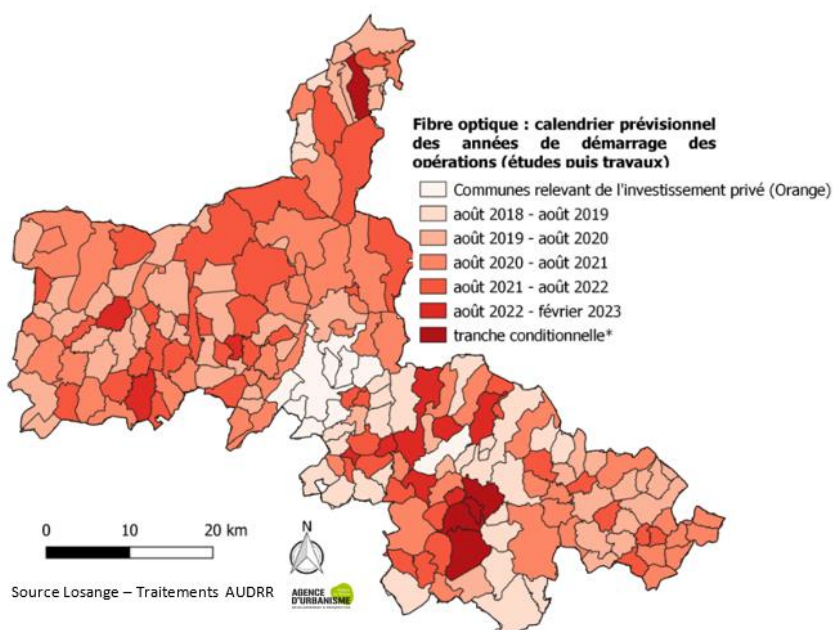 Fibre optique : calendrier prévisionnel
des années de démarrage des
opérations (études puis travaux)
Communes relevant de l'investissement privé (Orange)
août 2018 - août 2019
août 2019 - août 2020
août 2020 - août 2021
août 2021 - août 2022
août 2022 - février 2023
tranche conditionnelle*
0 10 20 km
N
Source Losange – Traitements AUDRR
AGENCE
D'URBANISME